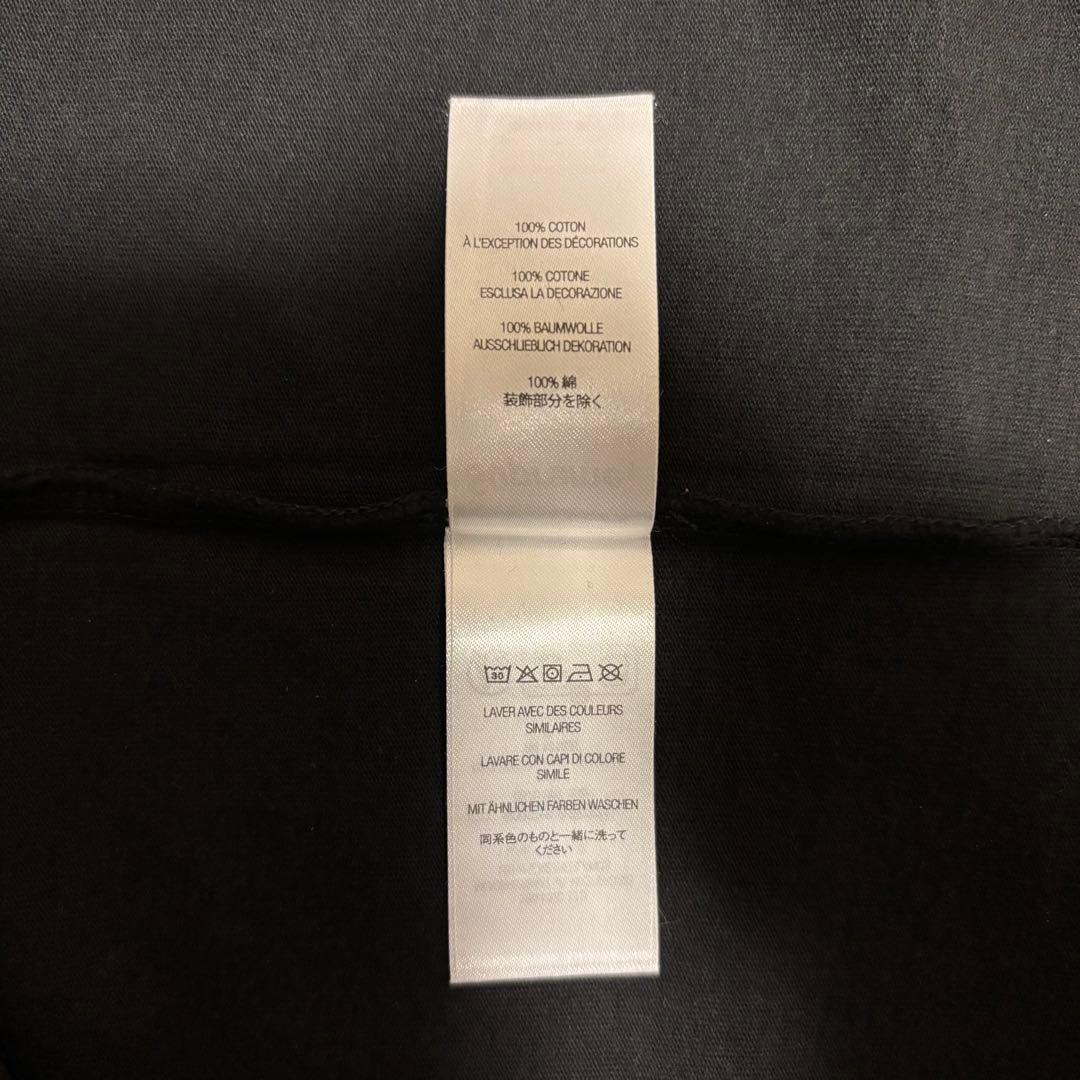 100% COTON
À L'EXCEPTION DES DÉCORATIONS
100% COTONE
ESCLUSA LA DECORAZIONE
100% BAUMWOLLE
AUSSCHLIEBLICH DEKORATION
100% 綿
装飾部分を除く
30
LAVER AVEC DES COULEURS
SIMILAIRES
LAVARE CON CAPI DI COLORE
SIMILE
MIT ÄHNLICHEN FARBEN WASCHEN
同系色のものと一緒に洗って
ください